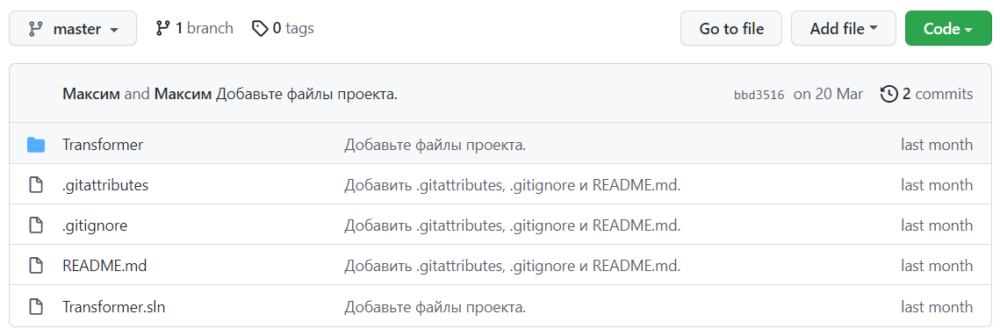 master 1 branch 0 tags Go to file Add file Code
Максим and Максим Добавьте файлы проекта. bbd3516 on 20 Mar 2 commits
Transformer Добавьте файлы проекта. last month
.gitattributes Добавить .gitattributes, .gitignore и README.md. last month
.gitignore Добавить .gitattributes, .gitignore и README.md. last month
README.md Добавить .gitattributes, .gitignore и README.md. last month
Transformer.sln Добавьте файлы проекта. last month